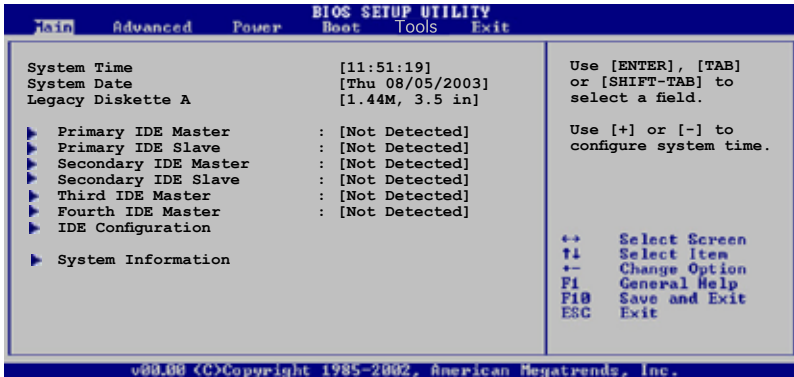 BIOS SETUP UTILITY
Main Advanced Power Boot Tools Exit
System Time [11:51:19]
System Date [Thu 08/05/2003]
Legacy Diskette A [1.44M, 3.5 in]
Primary IDE Master : [Not Detected]
Primary IDE Slave : [Not Detected]
Secondary IDE Master : [Not Detected]
Secondary IDE Slave : [Not Detected]
Third IDE Master : [Not Detected]
Fourth IDE Master : [Not Detected]
IDE Configuration
System Information
Use [ENTER], [TAB]
or [SHIFT-TAB] to
select a field.
Use [+] or [-] to
configure system time.
↔ Select Screen
↑↓ Select Item
+- Change Option
F1 General Help
F10 Save and Exit
ESC Exit
v00.00 (C)Copyright 1985-2002, American Megatrends, Inc.